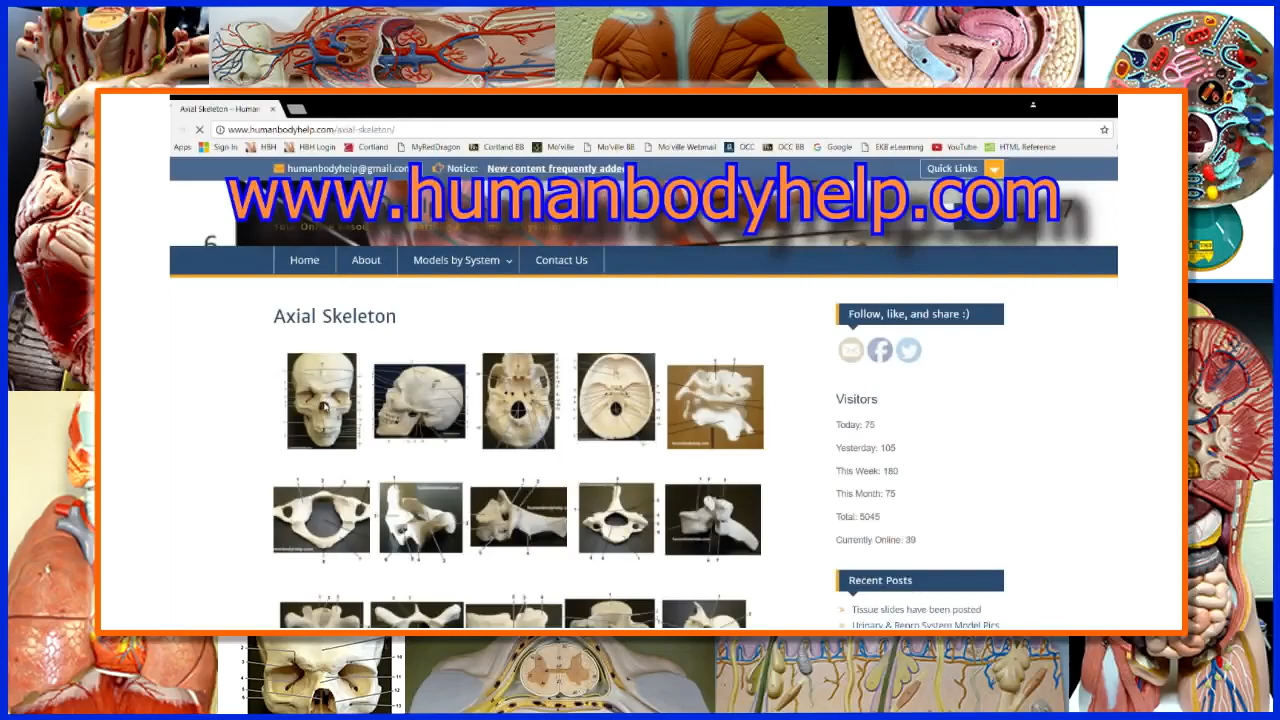 Axial Skeleton – Human
www.humanbodyhelp.com/axial-skeleton/
Apps Sign In HBH HBH Login Cortland MyRedDragon Cortland BB Mo'ville Mo'ville BB Mo'ville Webmail OCC OCC BB Google EKB eLearning YouTube HTML Reference
humanbodyhelp@gmail.com Notice: New content frequently added Quick Links
www.humanbodyhelp.com
Home About Models by System Contact Us
Axial Skeleton
Follow, like, and share :)
Visitors
Today: 75
Yesterday: 105
This Week: 180
This Month: 75
Total: 5045
Currently Online: 39
Recent Posts
Tissue slides have been posted
Urinary & Repro System Model Pics